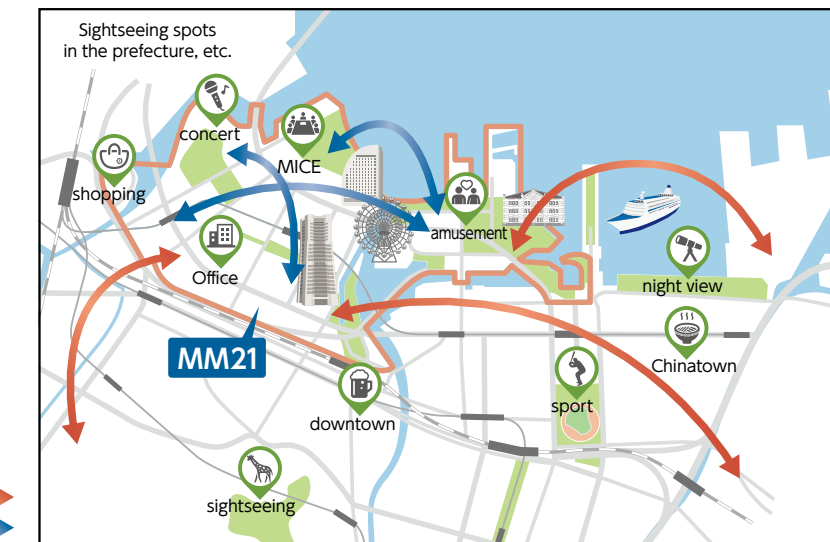 Sightseeing spots
in the prefecture, etc.
concert
MICE
shopping
amusement
Office
night view
MM21
Chinatown
sport
downtown
sightseeing